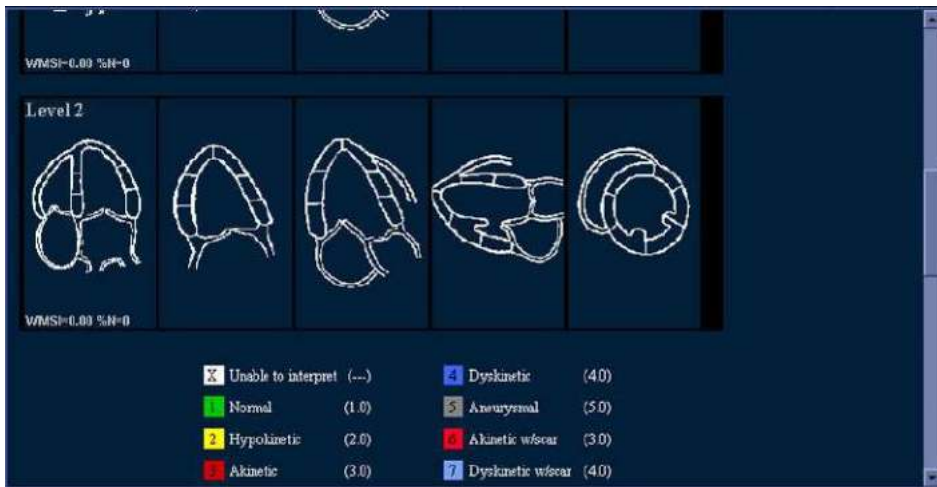 WMSI=0.00 %N=0
Level 2
WMSI=0.00 %N=0
X Unable to interpret (---)
1 Normal (1.0)
2 Hypokinetic (2.0)
3 Akinetic (3.0)
4 Dyskinetic (4.0)
5 Aneurysmal (5.0)
6 Akinetic w/scar (3.0)
7 Dyskinetic w/scar (4.0)